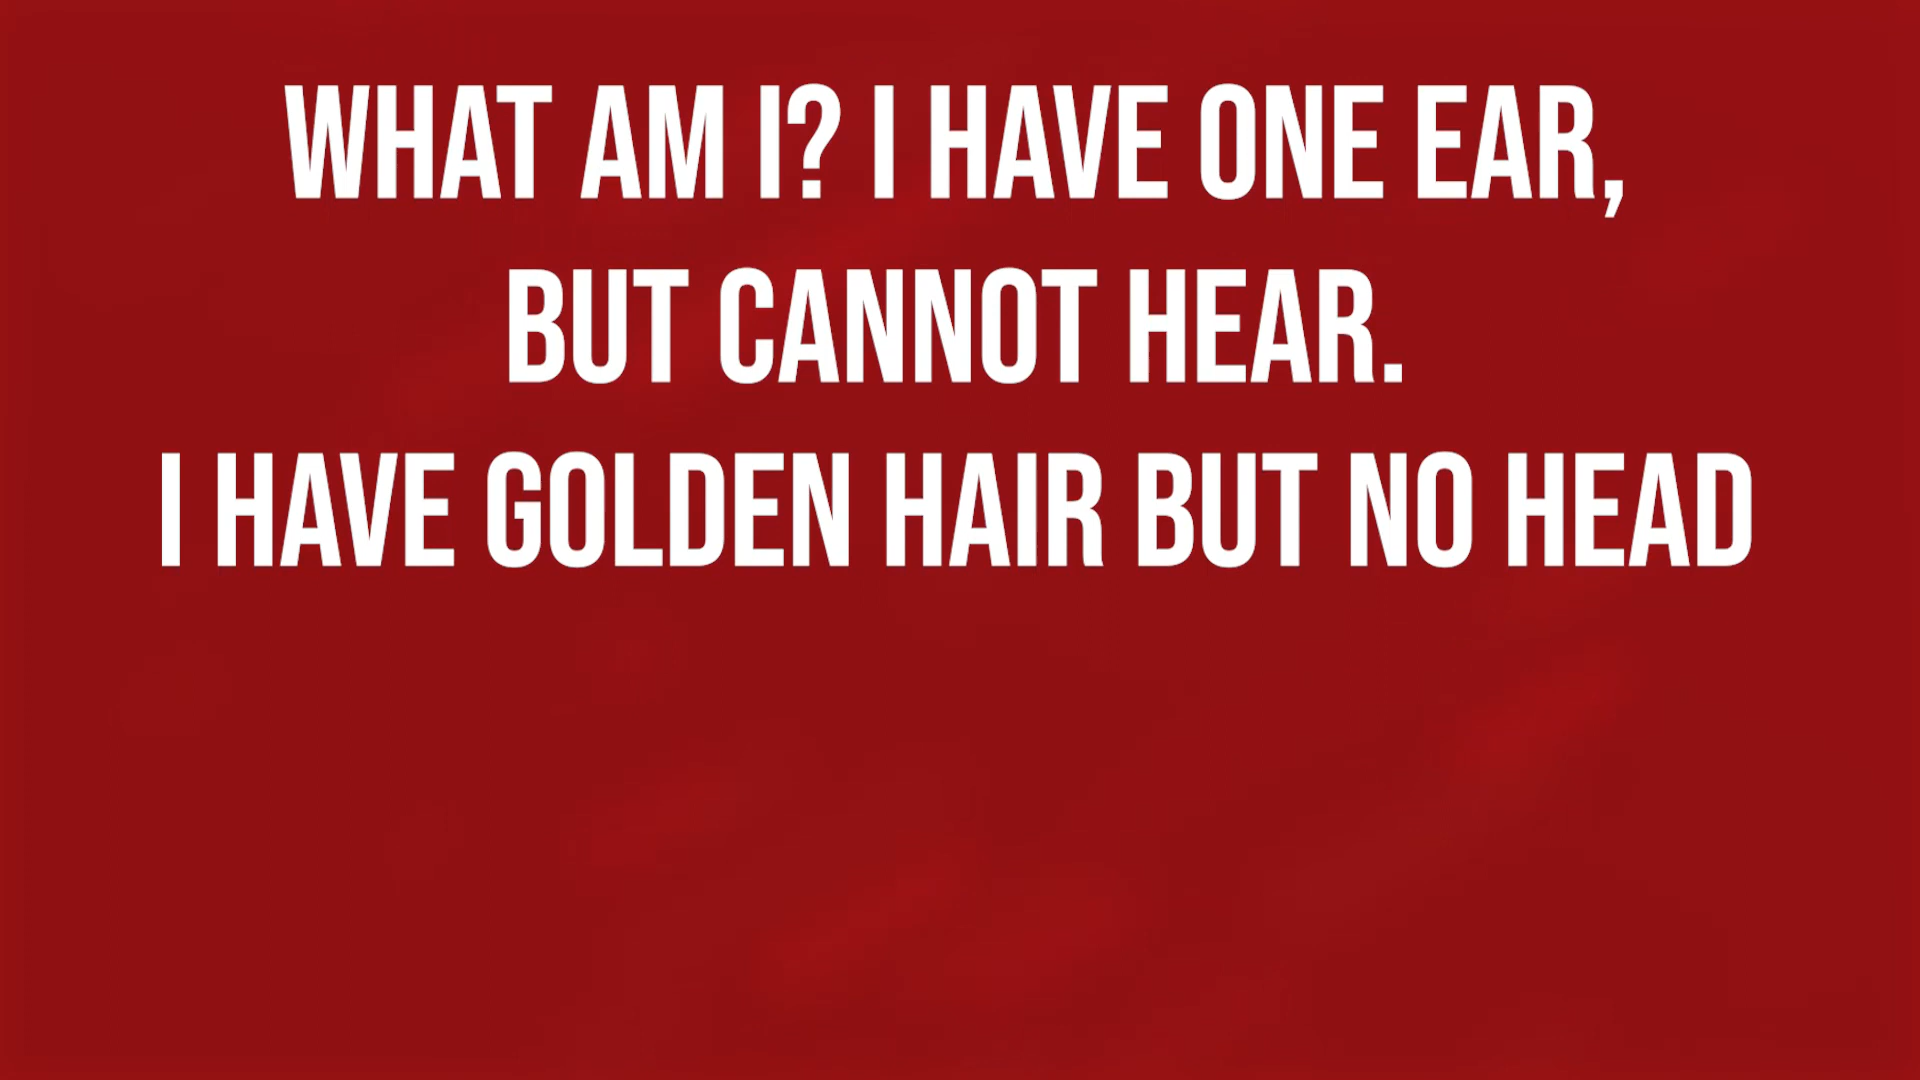 WHAT AM I? I HAVE ONE EAR,
BUT CANNOT HEAR.
I HAVE GOLDEN HAIR BUT NO HEAD